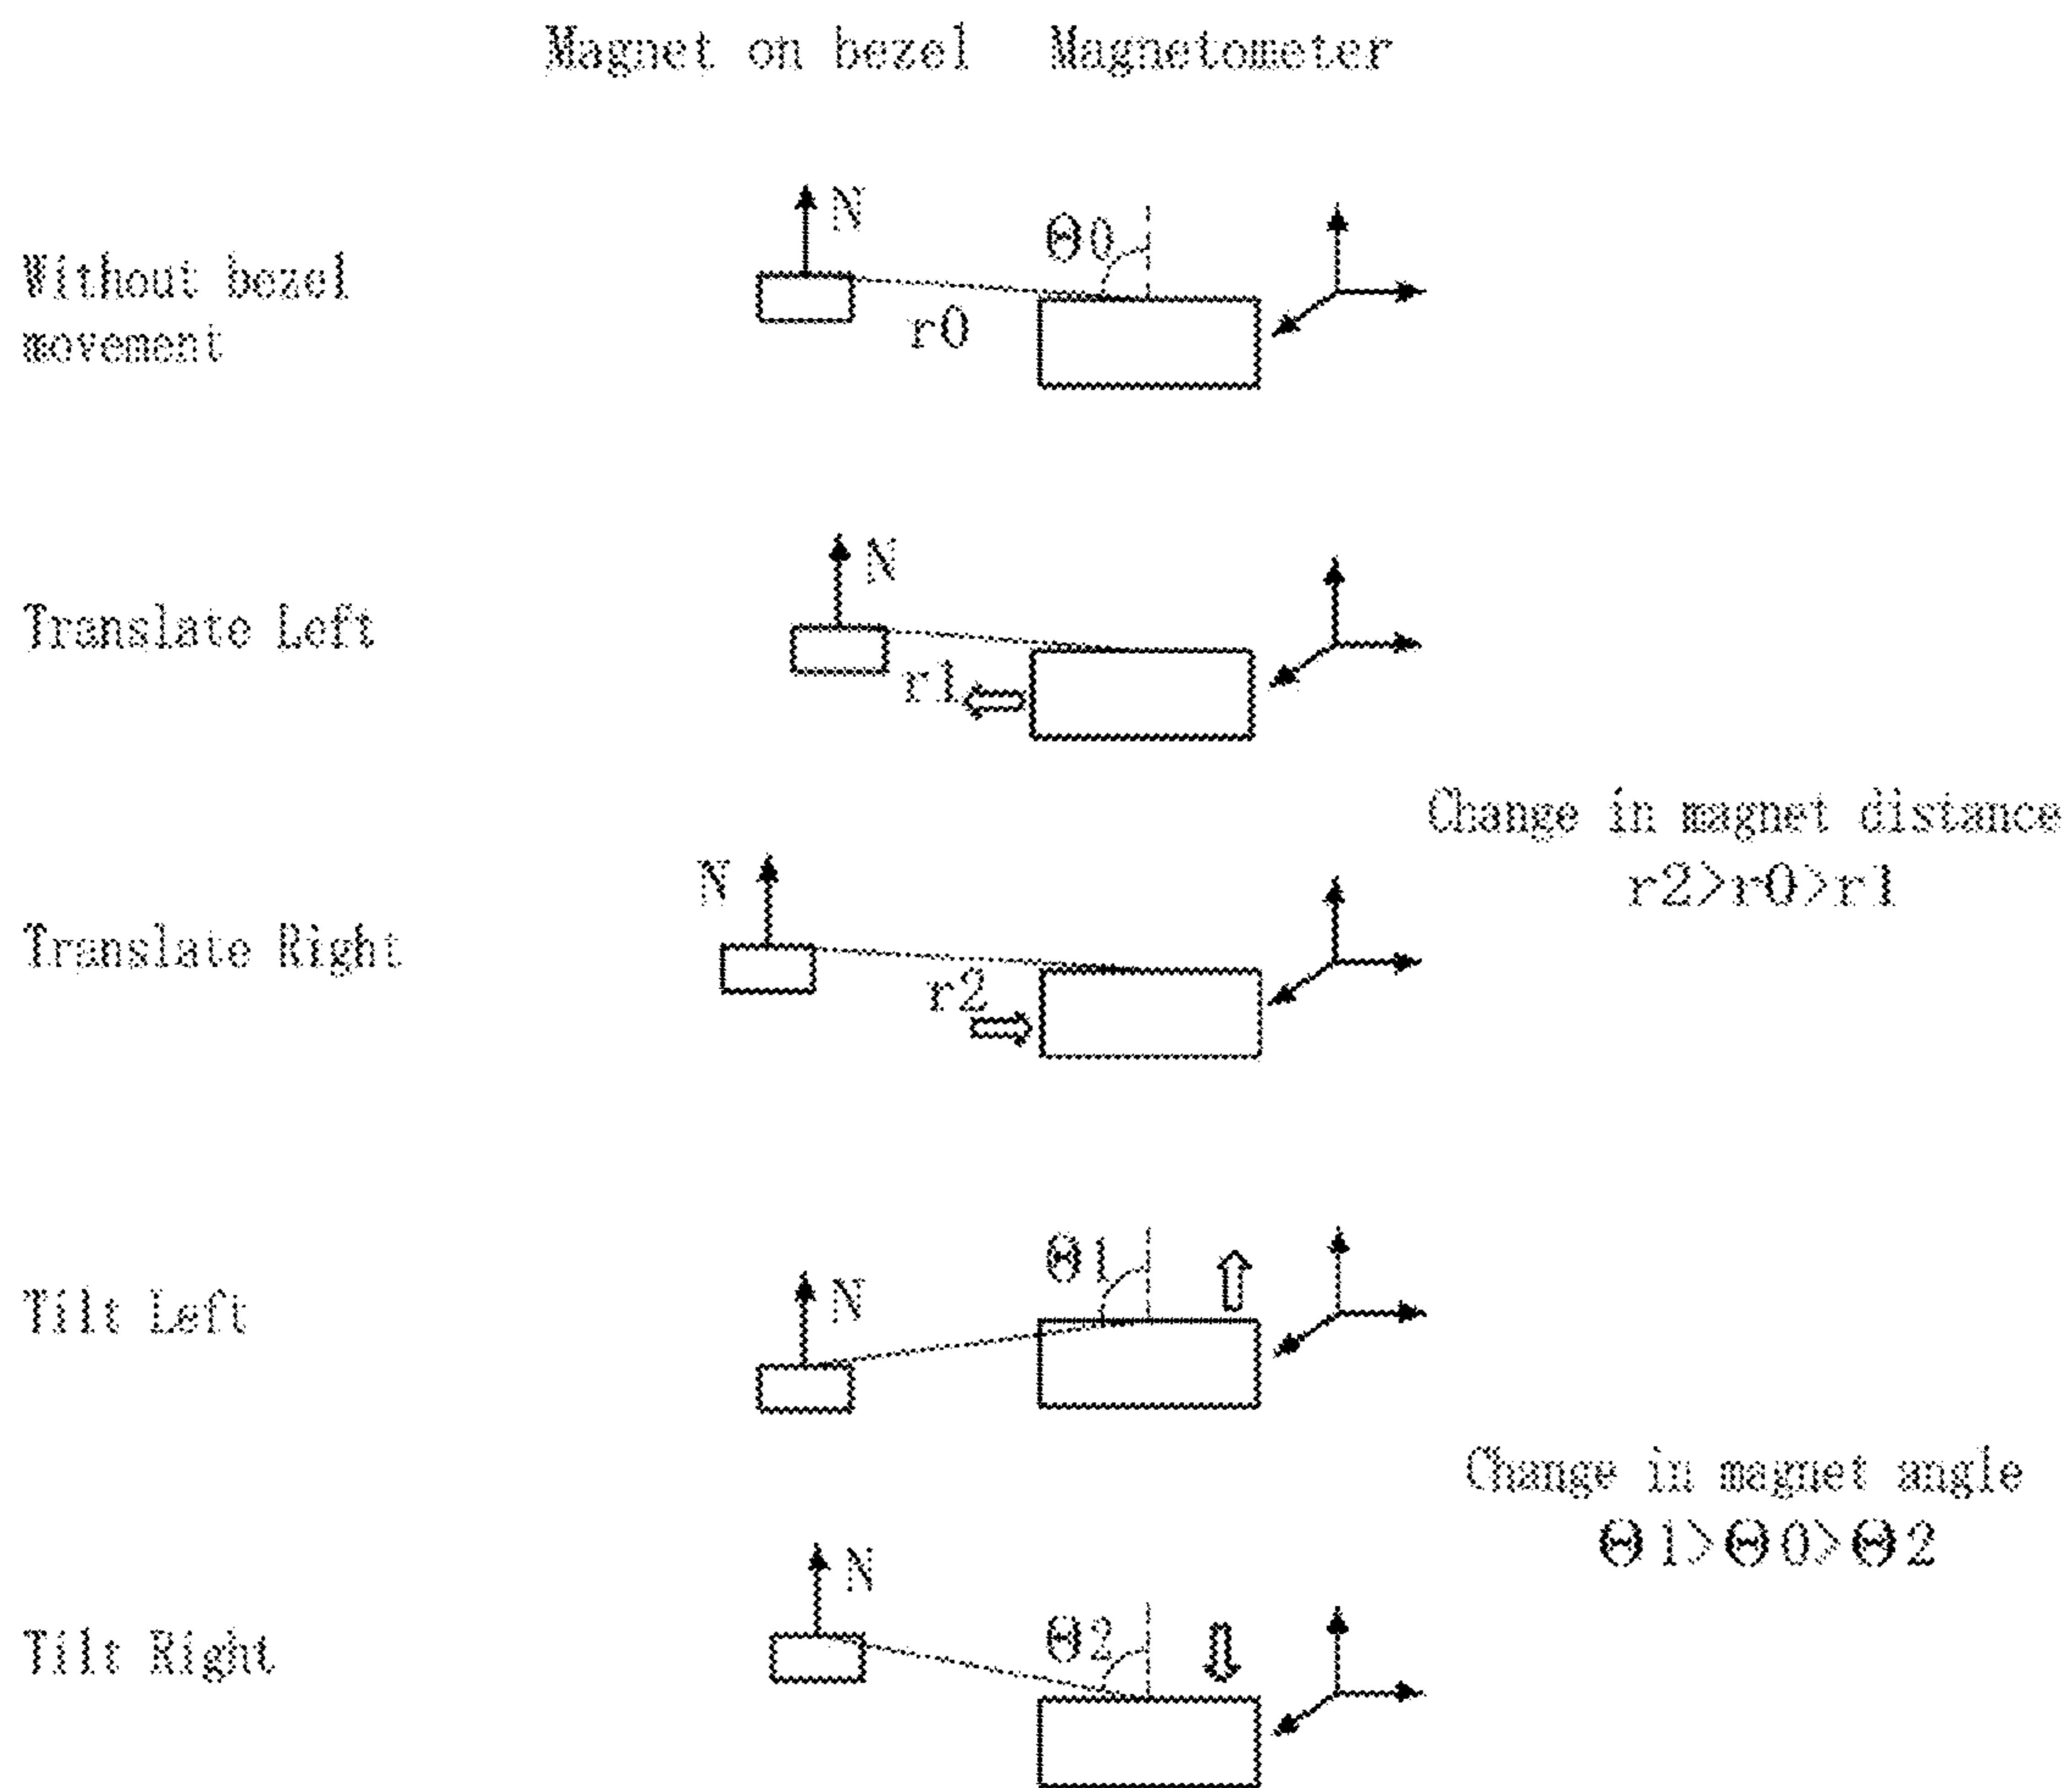 Magnet on bezel Magnetometer
N
Θ0
Without bezel
movement
r0
N
Translate Left
r1
Change in magnet distance
r2>r0>r1
N
Translate Right
r2
Θ1
N
Tilt Left
Change in magnet angle
Θ1>Θ0>Θ2
N
Θ2
Tilt Right